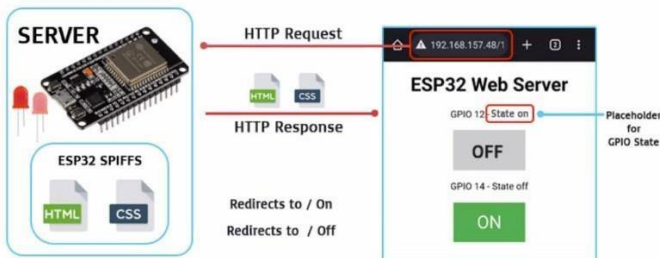 SERVER
ESP32 SPIFFS
HTML
CSS
HTTP Request
HTML
CSS
HTTP Response
Redirects to / On
Redirects to / Off
192.168.157.48/1
ESP32 Web Server
GPIO 12 - State on
OFF
GPIO 14 - State off
ON
Placeholder
for
GPIO State